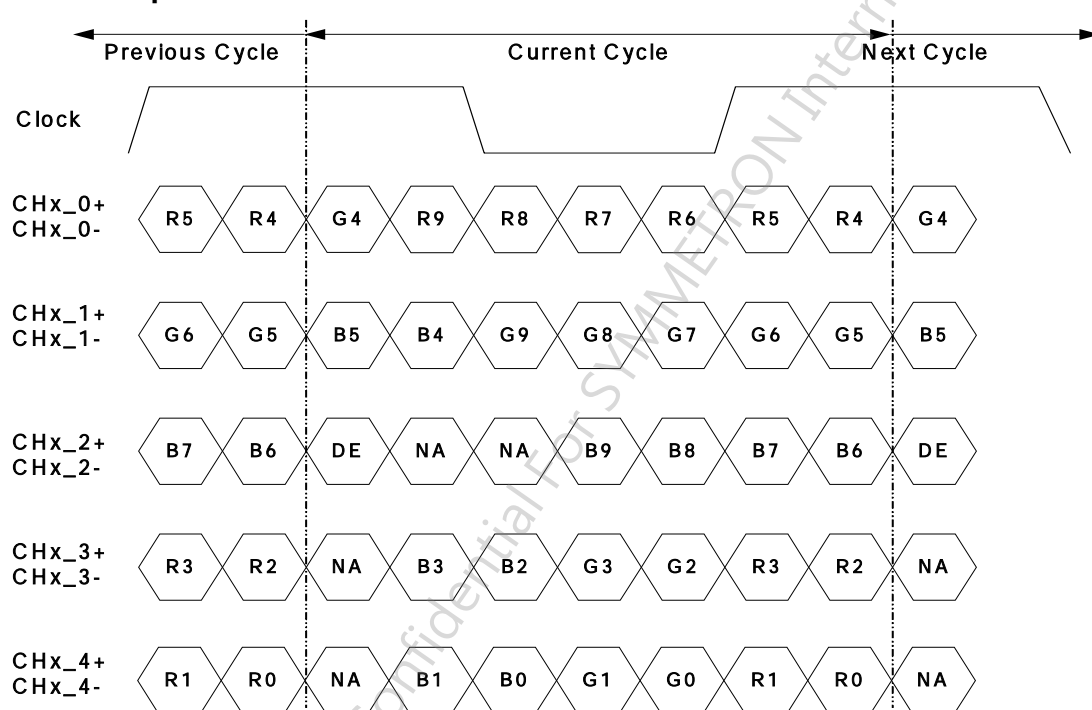 Previous Cycle Current Cycle Next Cycle
Clock
CHx_0+
CHx_0-
R5 R4 G4 R9 R8 R7 R6 R5 R4 G4
CHx_1+
CHx_1-
G6 G5 B5 B4 G9 G8 G7 G6 G5 B5
CHx_2+
CHx_2-
B7 B6 DE NA NA B9 B8 B7 B6 DE
CHx_3+
CHx_3-
R3 R2 NA B3 B2 G3 G2 R3 R2 NA
CHx_4+
CHx_4-
R1 R0 NA B1 B0 G1 G0 R1 R0 NA
For SYMMETRON